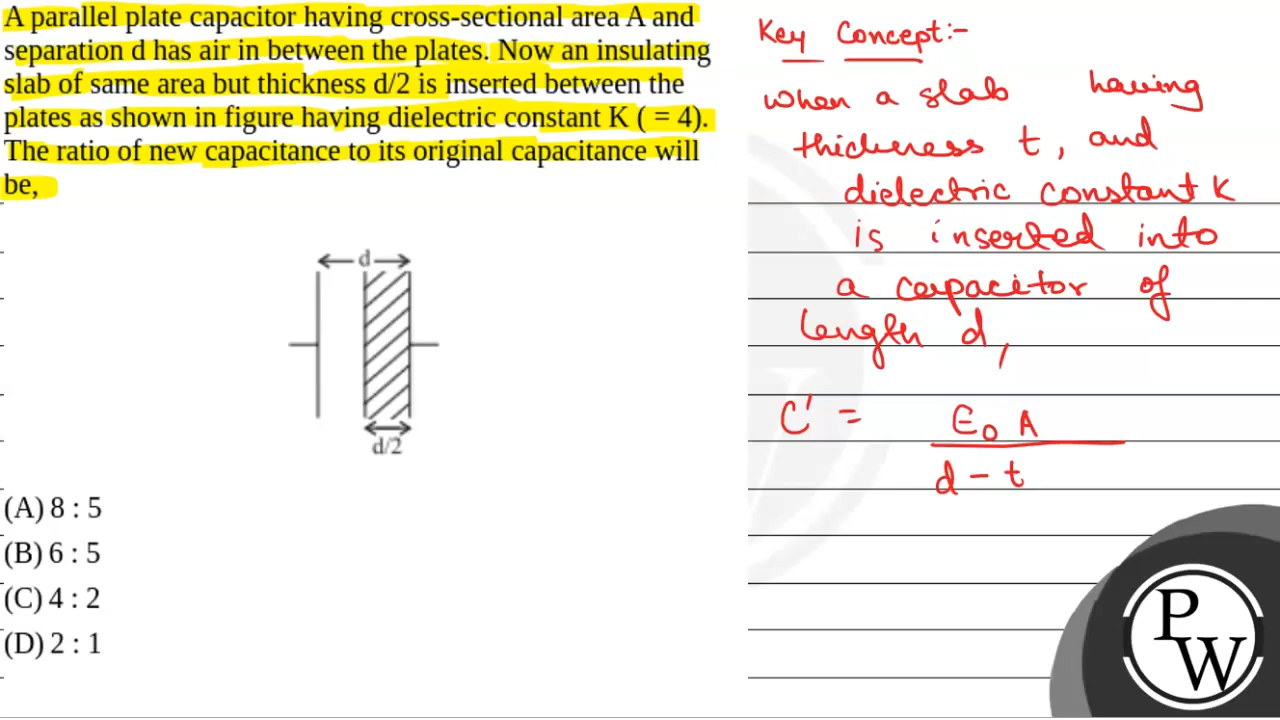 A parallel plate capacitor having cross-sectional area A and
separation d has air in between the plates. Now an insulating
slab of same area but thickness d/2 is inserted between the
plates as shown in figure having dielectric constant K ( = 4).
The ratio of new capacitance to its original capacitance will
be,
d
d/2
(A) 8 : 5
(B) 6 : 5
(C) 4 : 2
(D) 2 : 1
Key Concept:-
when a slab having
thickness t, and
dielectric constant K
is inserted into
a capacitor of
length d,
C' = ε₀ A
d - t
P
W